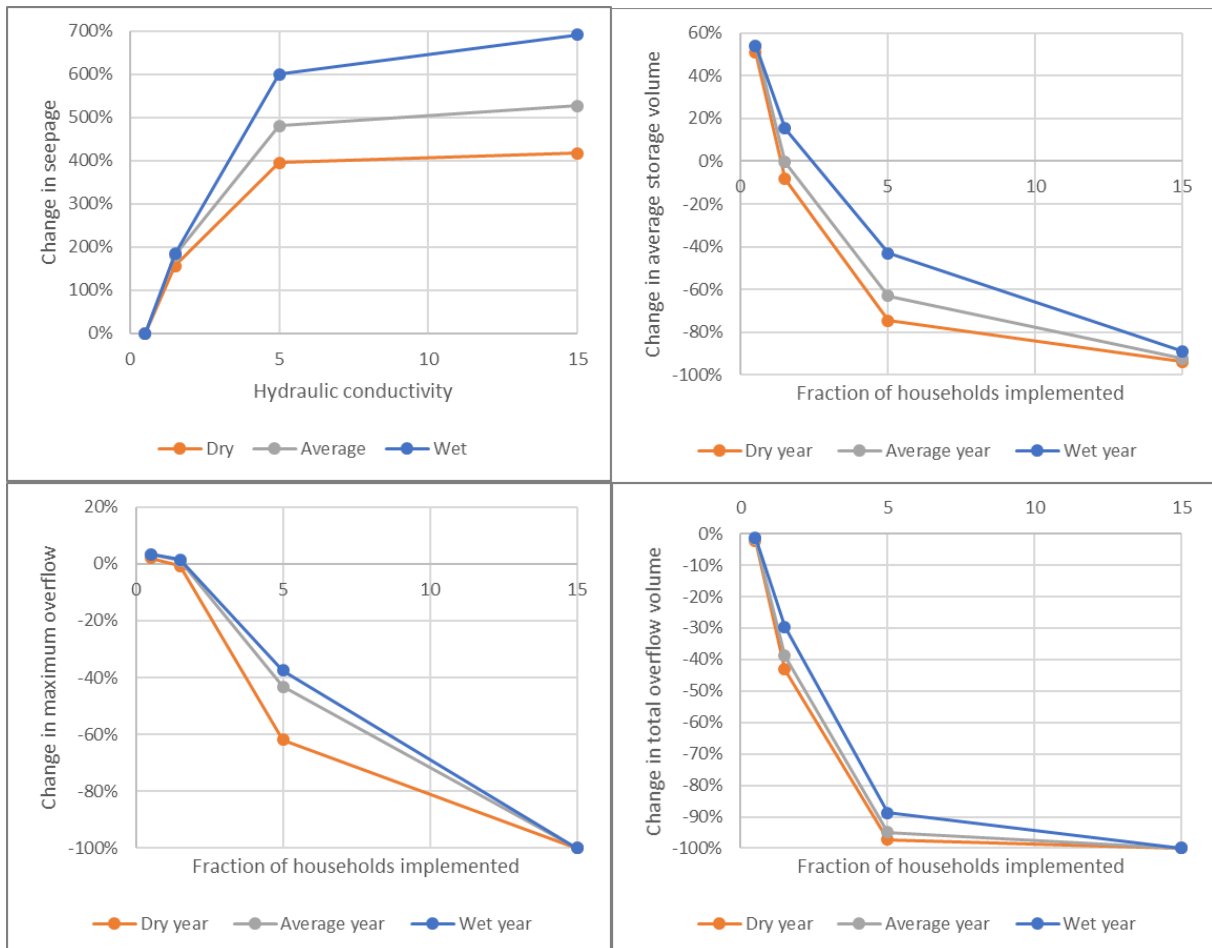 Change in seepage
700%
600%
500%
400%
300%
200%
100%
0%
0 5 10 15
Hydraulic conductivity
Dry Average Wet
Change in average storage volume
60%
40%
20%
0%
-20%
-40%
-60%
-80%
-100%
0 5 10 15
Fraction of households implemented
Dry year Average year Wet year
Change in maximum overflow
20%
0%
-20%
-40%
-60%
-80%
-100%
0 5 10 15
Fraction of households implemented
Dry year Average year Wet year
Change in total overflow volume
0 5 10 15
0%
-10%
-20%
-30%
-40%
-50%
-60%
-70%
-80%
-90%
-100%
Fraction of households implemented
Dry year Average year Wet year